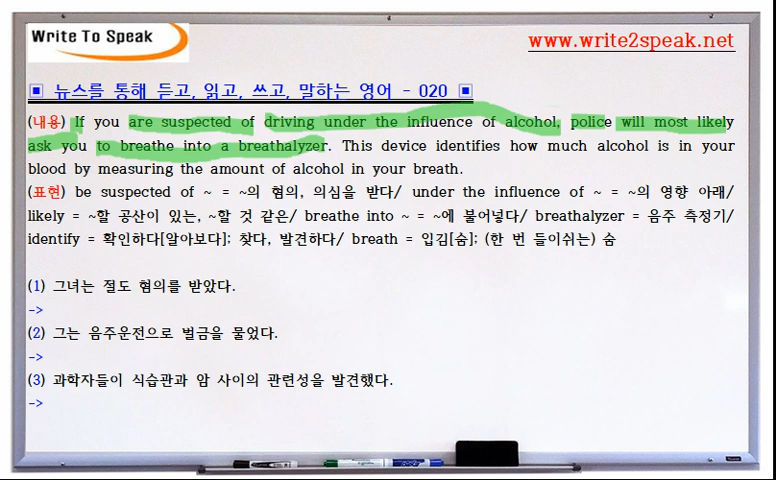 Write To Speak
www.write2speak.net
▣ 뉴스를 통해 듣고, 읽고, 쓰고, 말하는 영어 - 020 ▣
(내용) If you are suspected of driving under the influence of alcohol, police will most likely
ask you to breathe into a breathalyzer. This device identifies how much alcohol is in your
blood by measuring the amount of alcohol in your breath.
(표현) be suspected of ~ = ~의 혐의, 의심을 받다/ under the influence of ~ = ~의 영향 아래/
likely = ~할 공산이 있는, ~할 것 같은/ breathe into ~ = ~에 불어넣다/ breathalyzer = 음주 측정기/
identify = 확인하다[알아보다]; 찾다, 발견하다/ breath = 입김[숨]; (한 번 들이쉬는) 숨
(1) 그녀는 절도 혐의를 받았다.
->
(2) 그는 음주운전으로 벌금을 물었다.
->
(3) 과학자들이 식습관과 암 사이의 관련성을 발견했다.
->